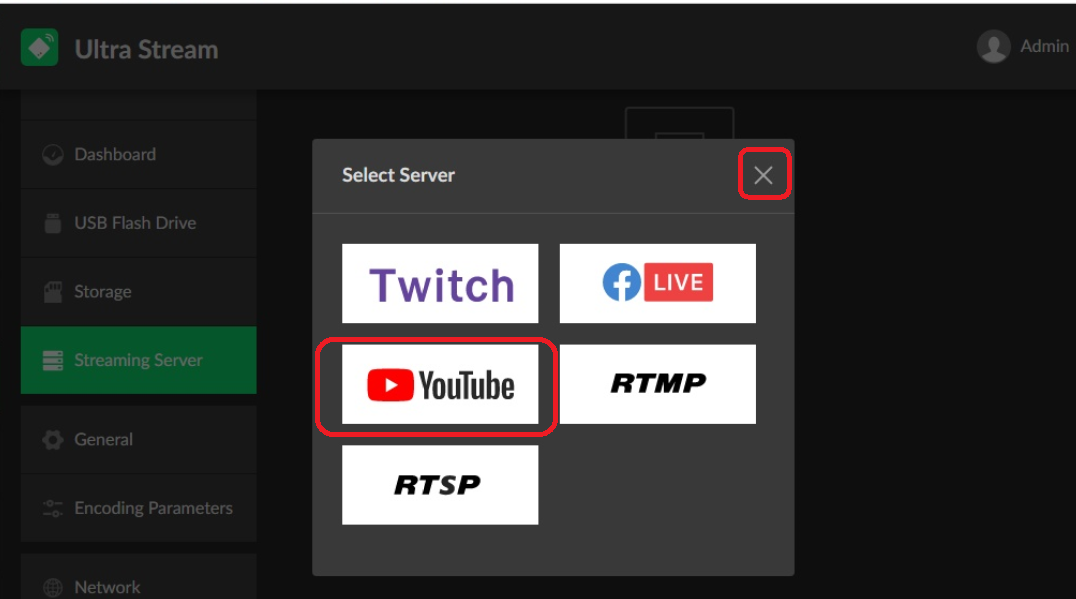 Ultra Stream
Admin
Dashboard
USB Flash Drive
Storage
Streaming Server
General
Encoding Parameters
Network
Select Server
Twitch
f LIVE
YouTube
RTMP
RTSP